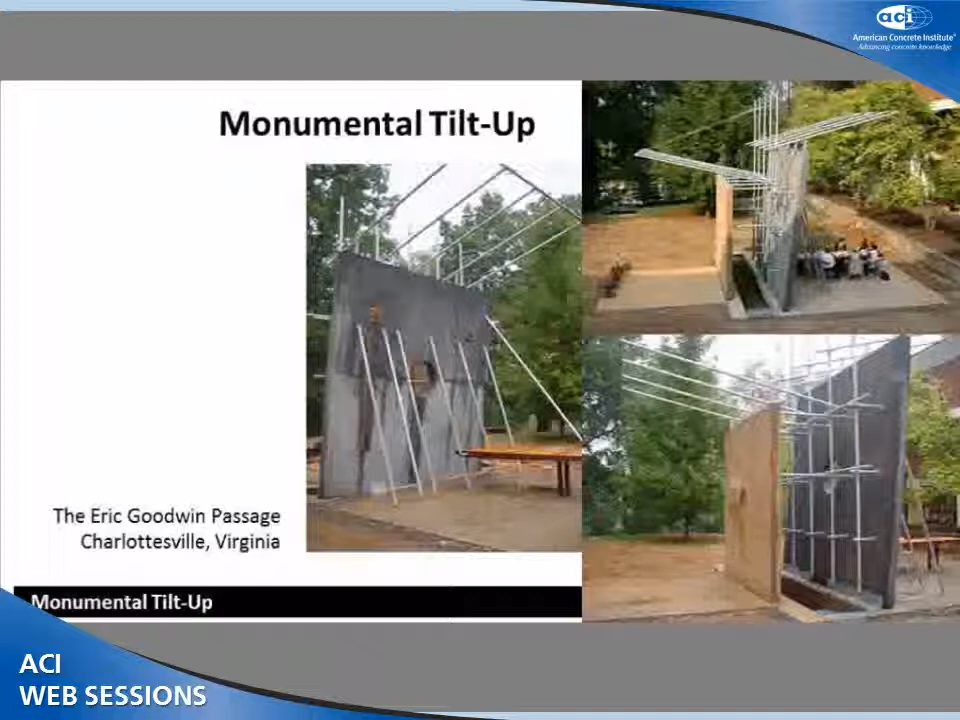 aci
American Concrete Institute®
Advancing concrete knowledge
Monumental Tilt-Up
The Eric Goodwin Passage
Charlottesville, Virginia
Monumental Tilt-Up
ACI
WEB SESSIONS